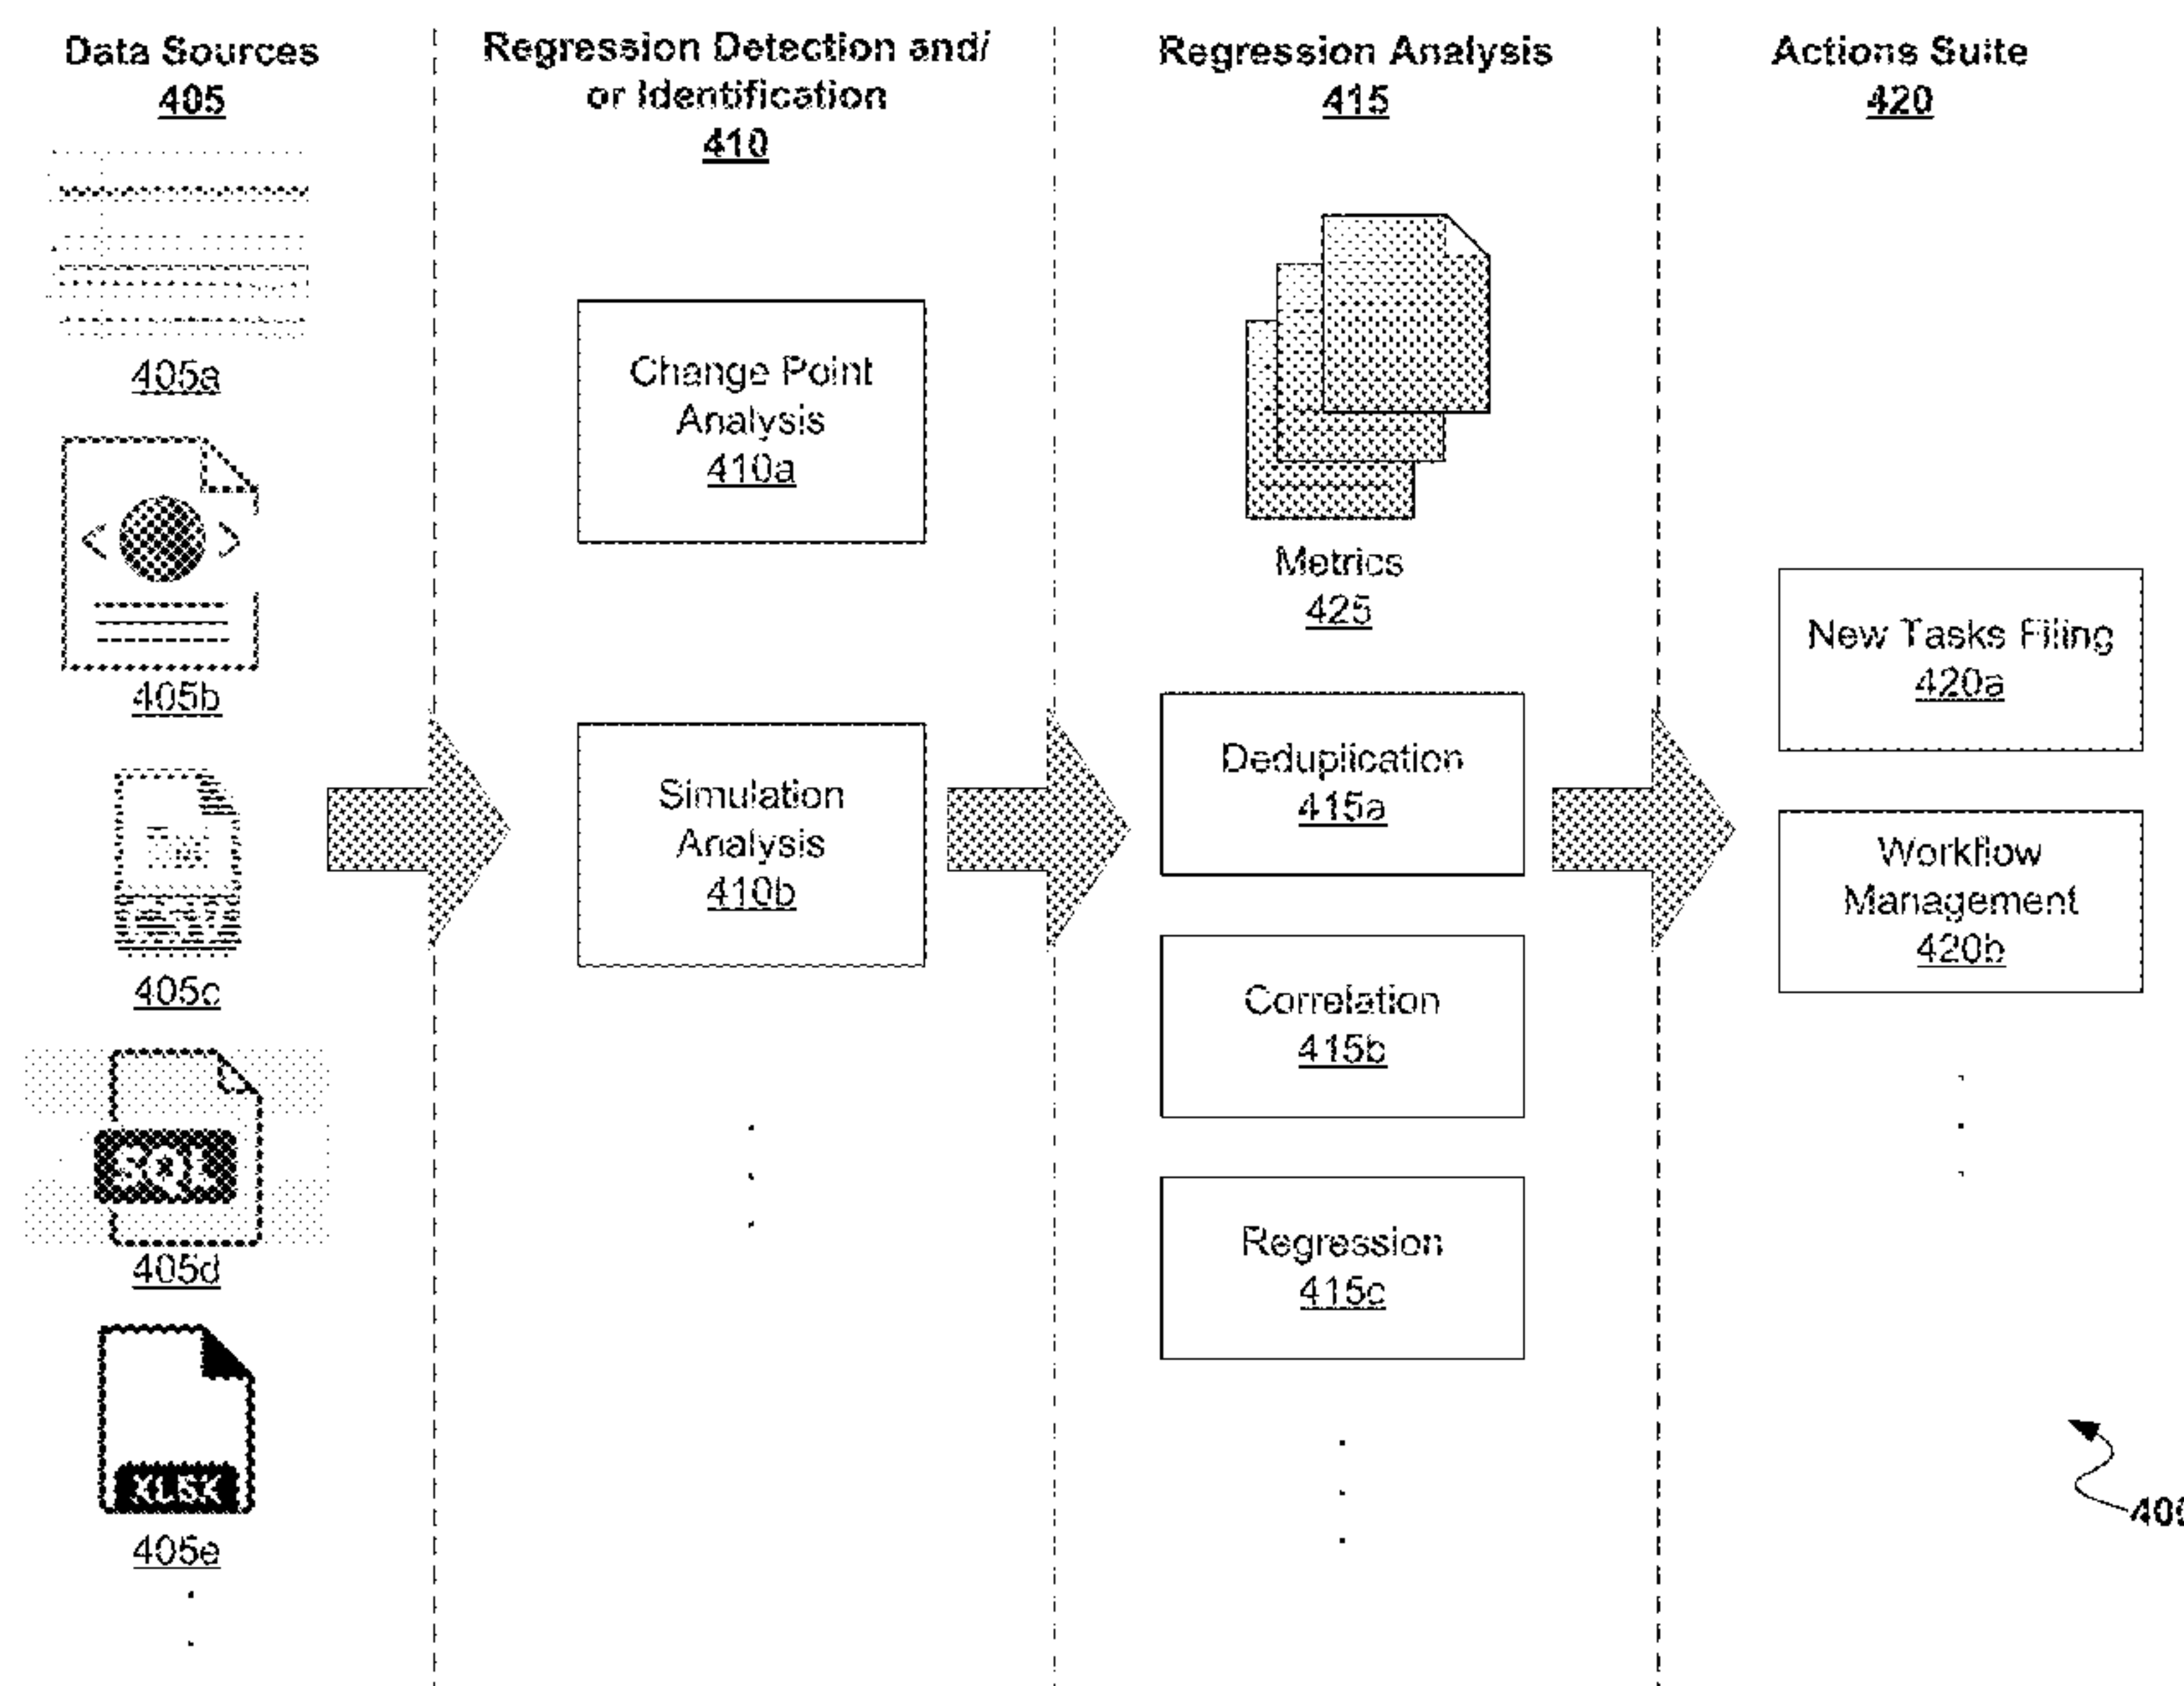 Data Sources
405
405a
405b
405c
SQL
405d
405e
Regression Detection and/
or Identification
410
Change Point
Analysis
410a
Simulation
Analysis
410b
Regression Analysis
415
Metrics
425
Deduplication
415a
Correlation
415b
Regression
415c
Actions Suite
420
New Tasks Filing
420a
Workflow
Management
420b